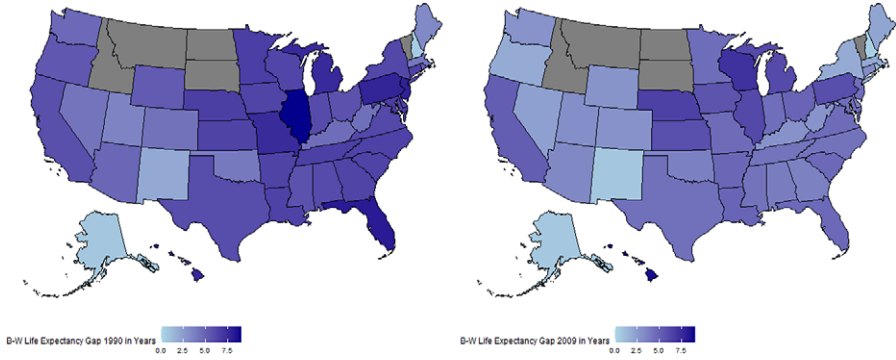 B-W Life Expectancy Gap 1990 in Years
0.0 2.5 5.0 7.5
B-W Life Expectancy Gap 2009 in Years
0.0 2.5 5.0 7.5